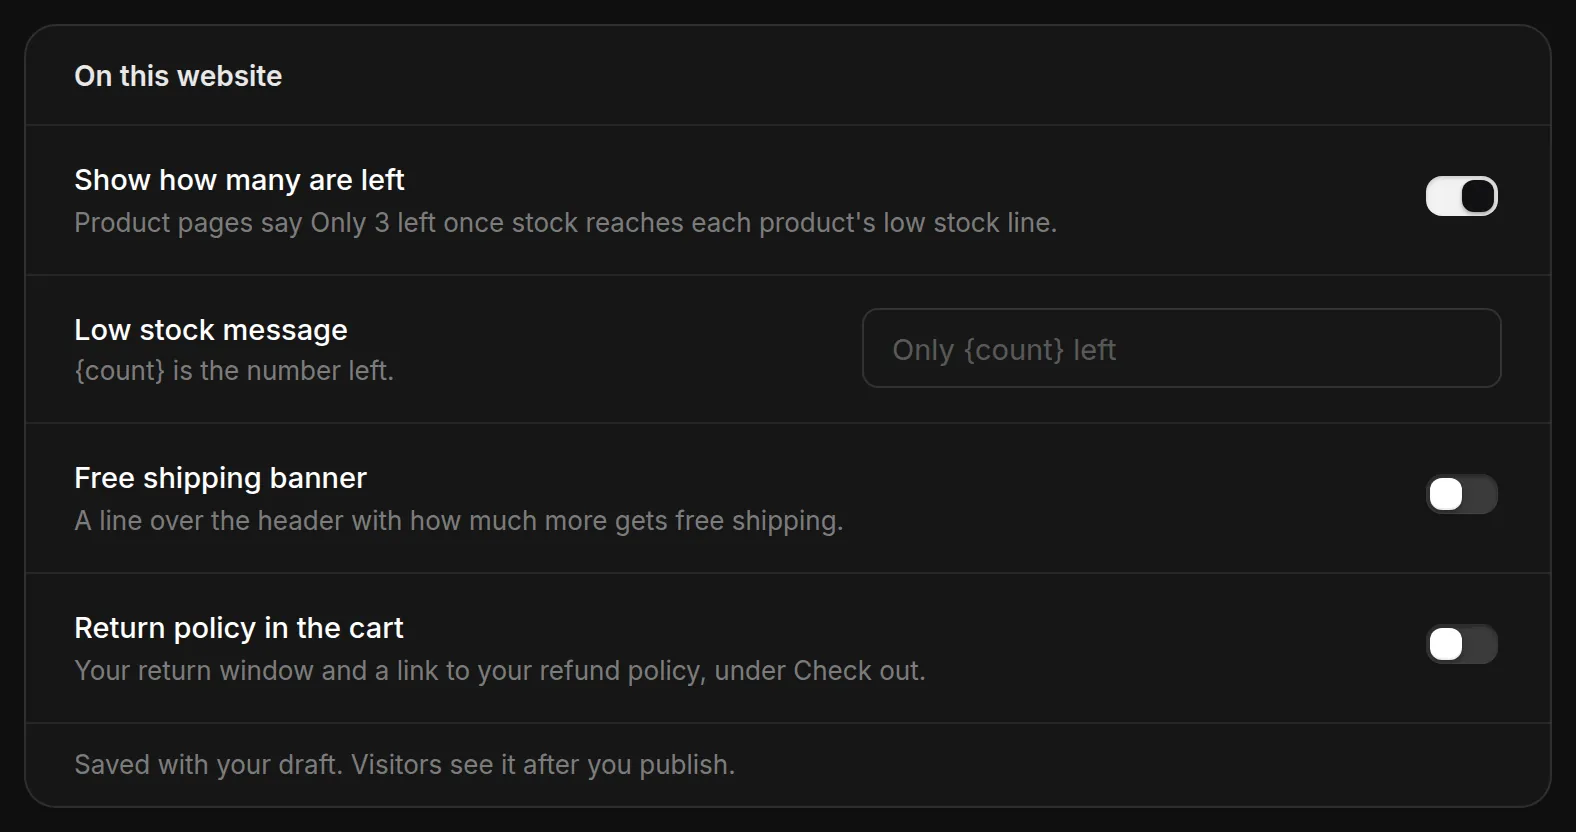 On this website
Show how many are left
Product pages say Only 3 left once stock reaches each product's low stock line.
Low stock message
{count} is the number left.
Only {count} left
Free shipping banner
A line over the header with how much more gets free shipping.
Return policy in the cart
Your return window and a link to your refund policy, under Check out.
Saved with your draft. Visitors see it after you publish.